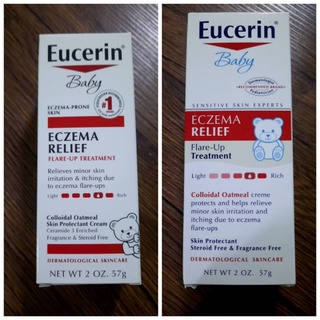 Eucerin®
Baby
ECZEMA-PRONE
SKIN
#1
ECZEMA
RELIEF
FLARE-UP TREATMENT
Relieves minor skin
irritation & itching due
to eczema flare-ups
Light
Rich
Colloidal Oatmeal
Skin Protectant Cream
Ceramide 3 Enriched
Fragrance & Steroid Free
NET WT 2 OZ. 57g
DERMATOLOGICAL SKINCARE
Eucerin®
Baby
SENSITIVE SKIN EXPERTS
ECZEMA
RELIEF
Flare-Up
Treatment
Light
Rich
Colloidal Oatmeal creme
protects and helps relieve
minor skin irritation and
itching due to eczema
flare-ups
Skin Protectant
Steroid Free & Fragrance Free
DERMATOLOGICAL SKINCARE
NET WT 2 OZ. 57g